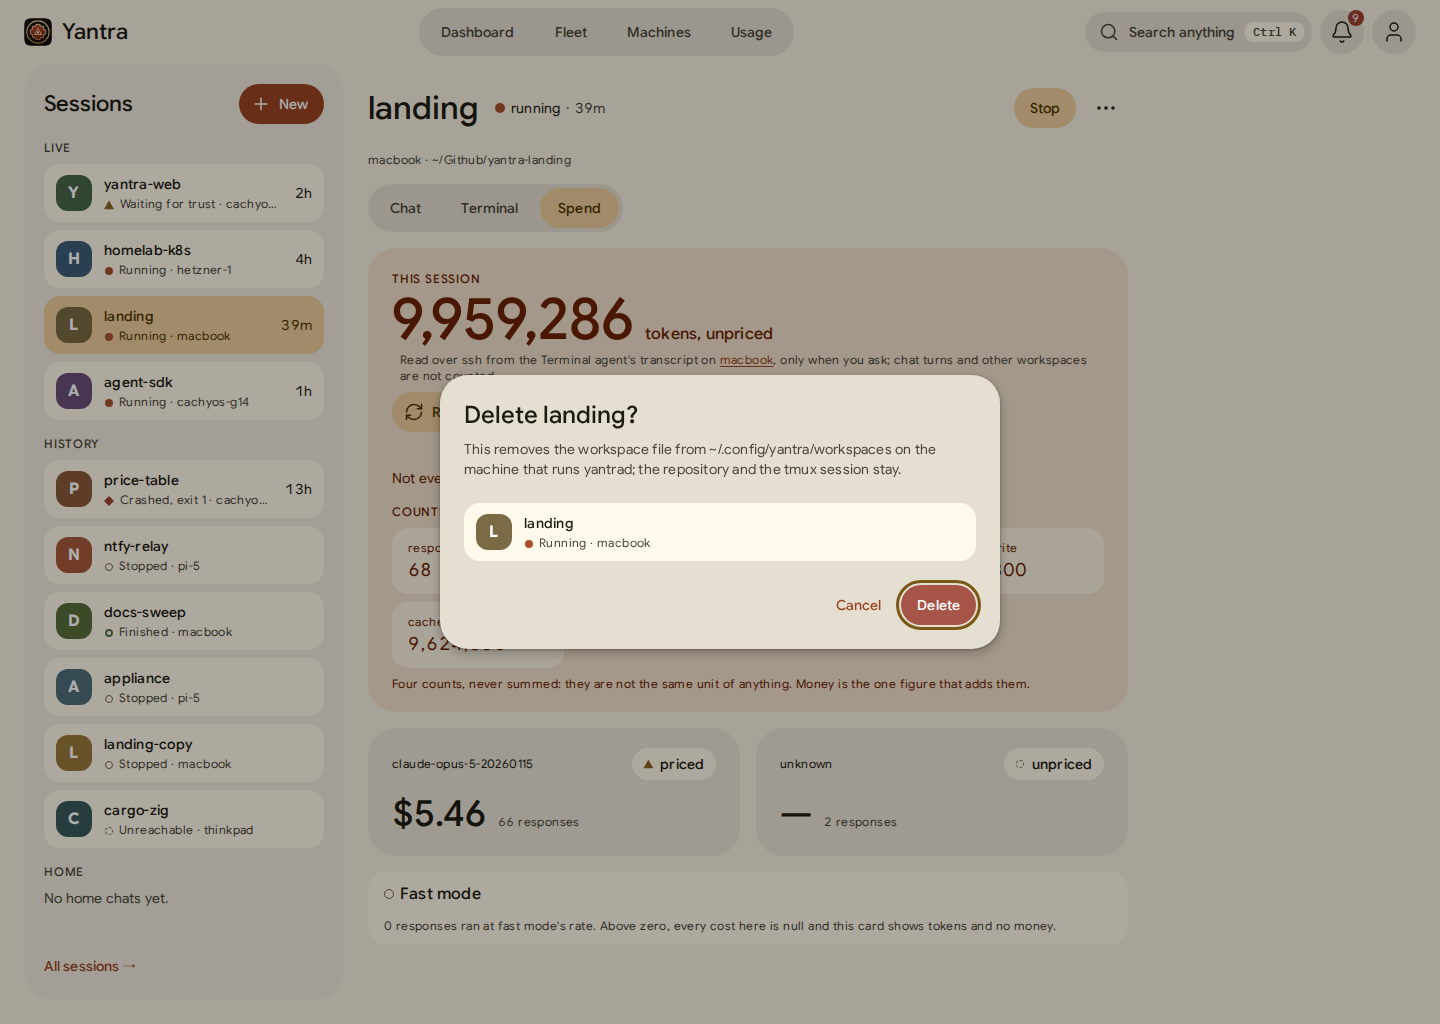 Yantra
Dashboard
Fleet
Machines
Usage
Search anything
Ctrl K
9
Sessions
New
LIVE
Y
yantra-web
Waiting for trust · cachyo…
2h
H
homelab-k8s
Running · hetzner-1
4h
L
landing
Running · macbook
39m
A
agent-sdk
Running · cachyos-g14
1h
HISTORY
P
price-table
Crashed, exit 1 · cachyo…
13h
N
ntfy-relay
Stopped · pi-5
D
docs-sweep
Finished · macbook
A
appliance
Stopped · pi-5
L
landing-copy
Stopped · macbook
C
cargo-zig
Unreachable · thinkpad
HOME
No home chats yet.
All sessions →
landing
running · 39m
Stop
macbook · ~/Github/yantra-landing
Chat
Terminal
Spend
THIS SESSION
9,959,286 tokens, unpriced
Read over ssh from the Terminal agent's transcript on macbook, only when you ask; chat turns and other workspaces
are not counted
Delete landing?
This removes the workspace file from ~/.config/yantra/workspaces on the
machine that runs yantrad; the repository and the tmux session stay.
L
landing
Running · macbook
Cancel
Delete
Not eve
COUNT
respo
68
cache
Four counts, never summed: they are not the same unit of anything. Money is the one figure that adds them.
claude-opus-5-20260115
priced
$5.46
66 responses
unknown
unpriced
—
2 responses
Fast mode
0 responses ran at fast mode's rate. Above zero, every cost here is null and this card shows tokens and no money.